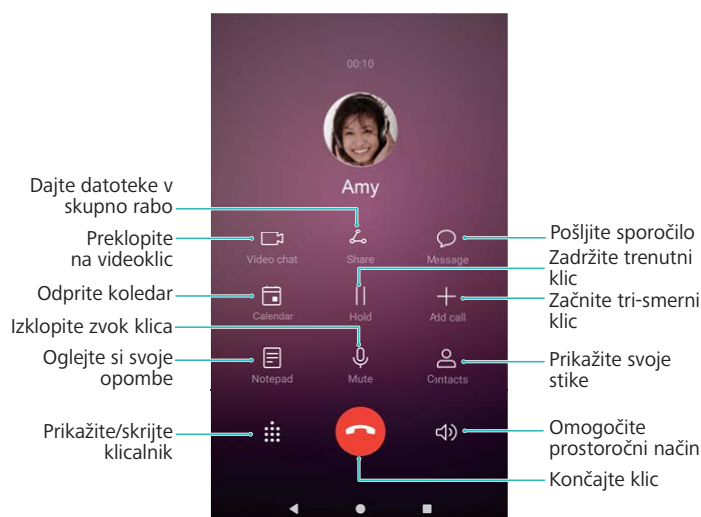 00:10
Amy
Dajte datoteke v
skupno rabo
Preklopite
na videoklic
Odprite koledar
Izklopite zvok klica
Oglejte si svoje
opombe
Prikažite/skrijte
klicalnik
Video chat
Share
Message
Calendar
Hold
Add call
Notepad
Mute
Contacts
Pošljite sporočilo
Zadržite trenutni
klic
Začnite tri-smerni
klic
Prikažite svoje
stike
Omogočite
prostoročni način
Končajte klic